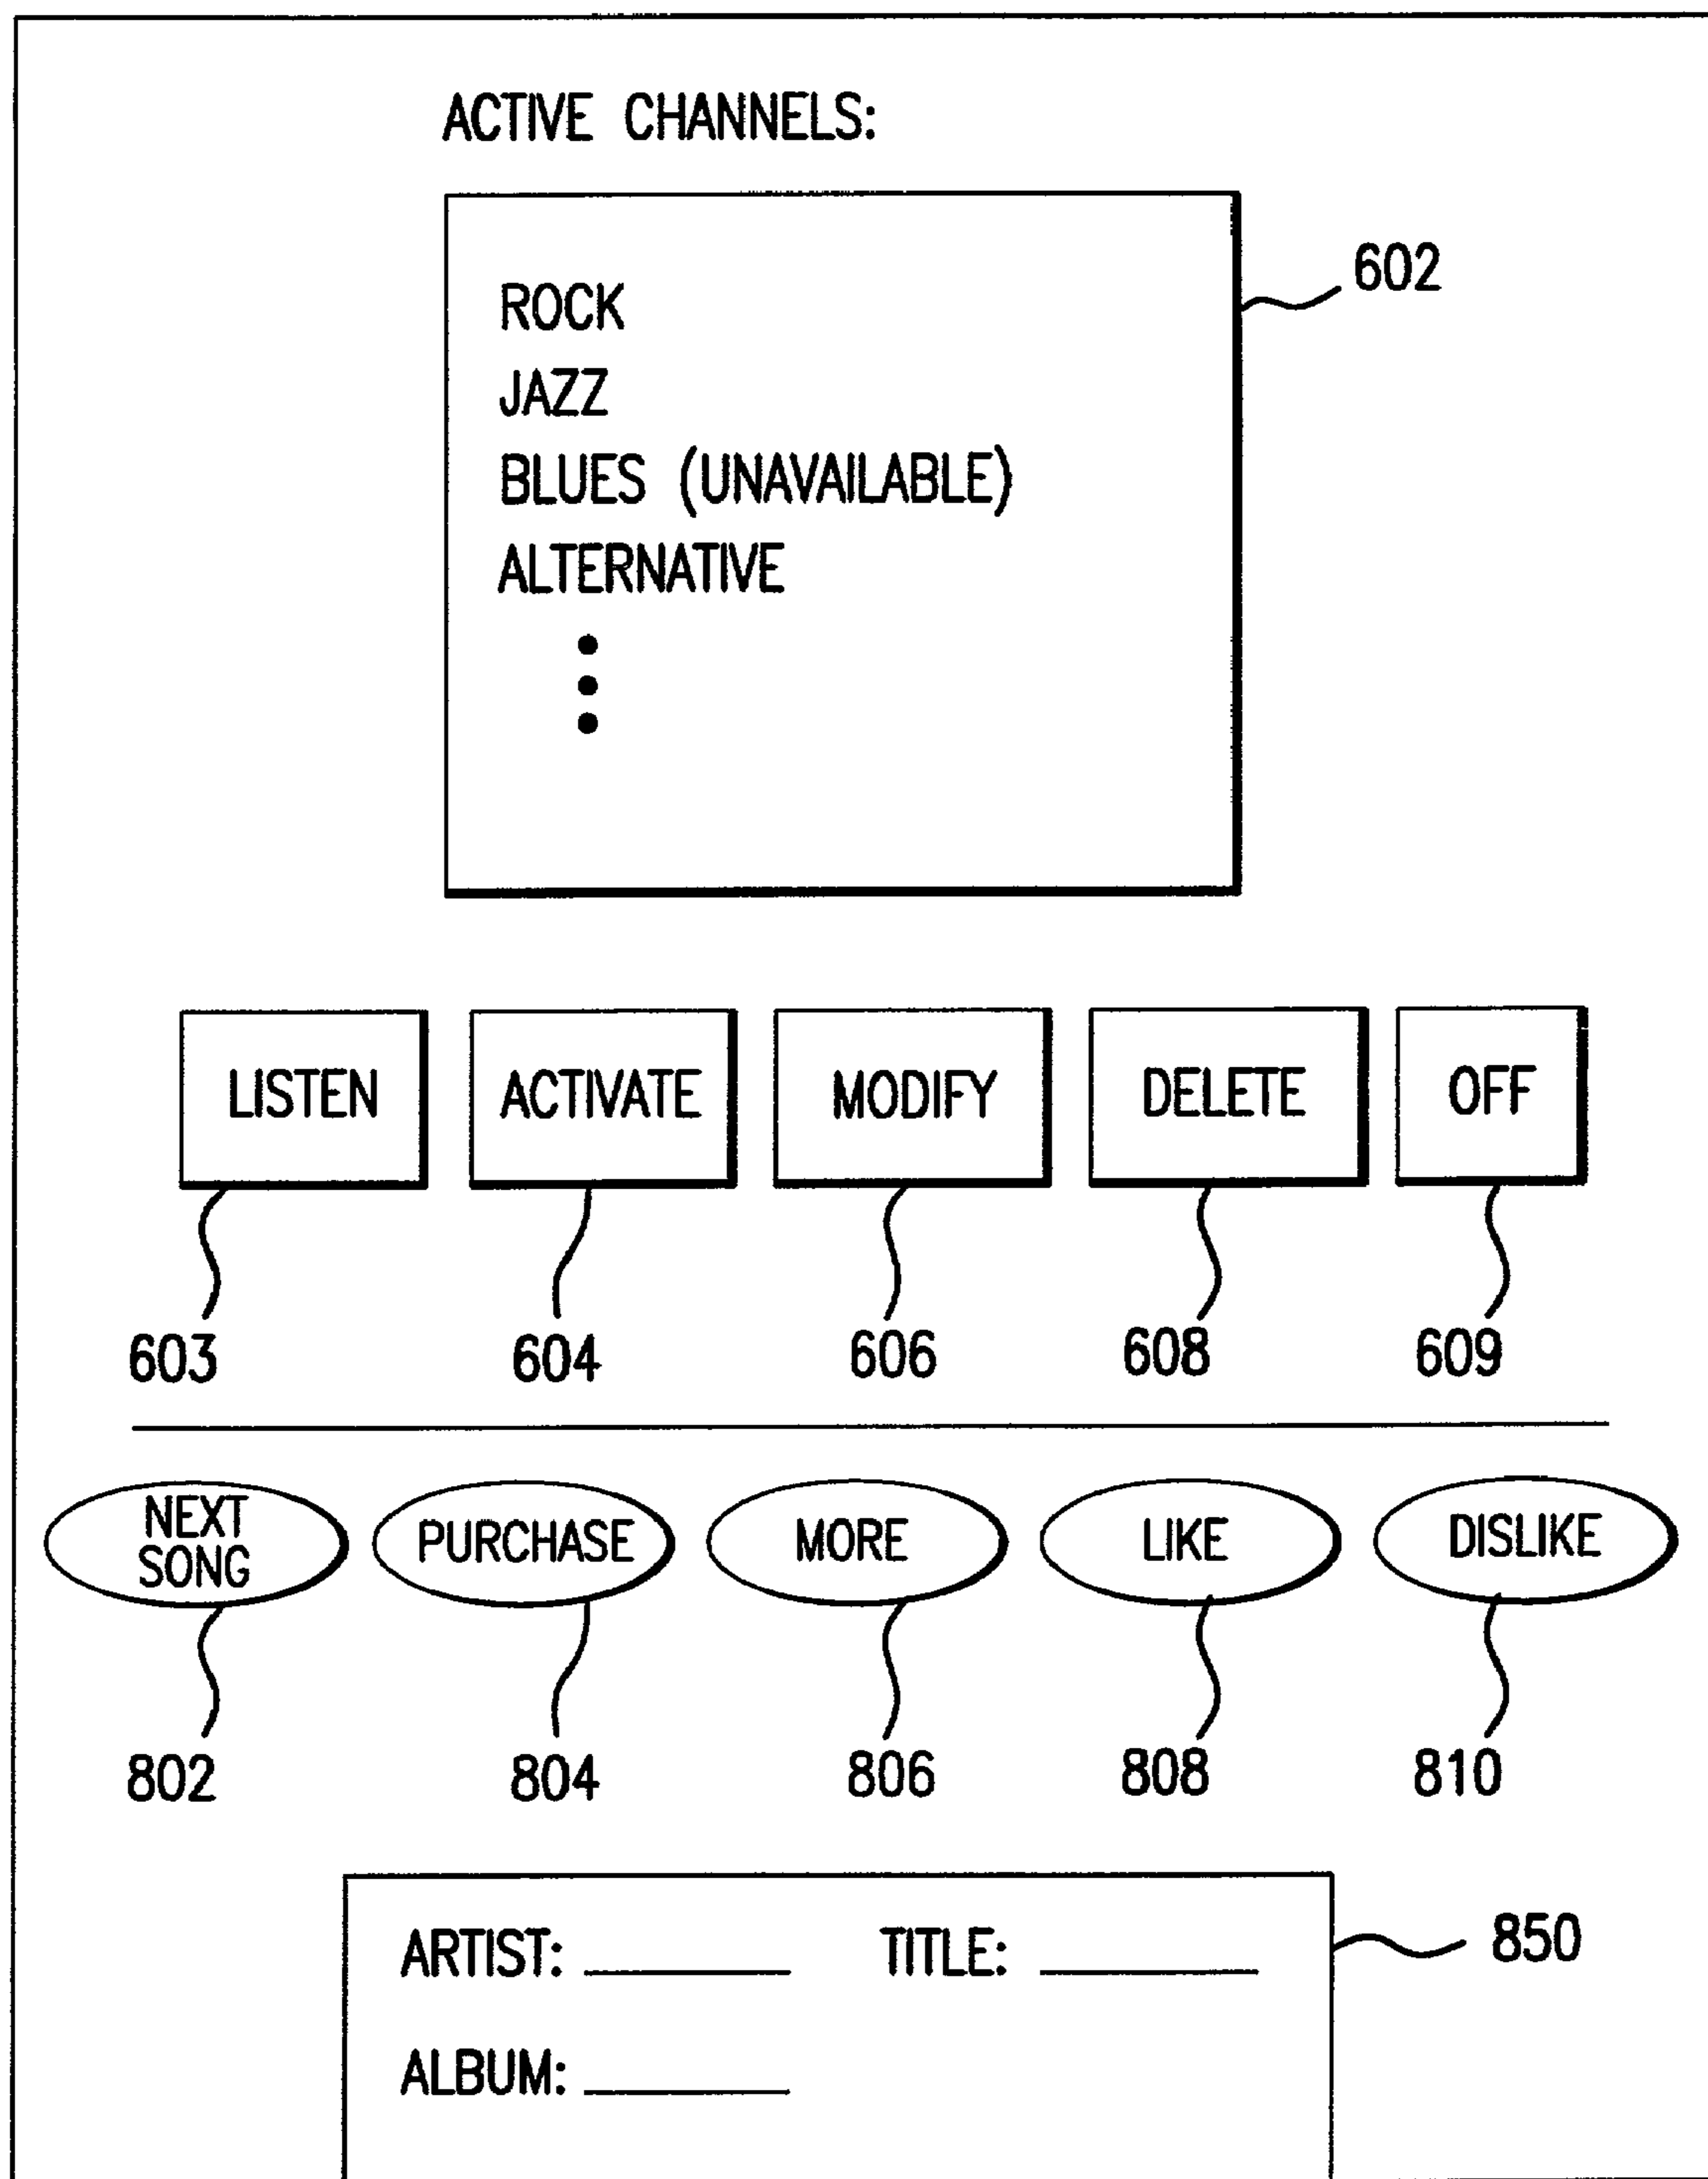 ACTIVE CHANNELS:
ROCK
602
JAZZ
BLUES (UNAVAILABLE)
ALTERNATIVE
LISTEN ACTIVATE MODIFY DELETE OFF
603 604 606 608 609
NEXT SONG PURCHASE MORE LIKE DISLIKE
802 804 806 808 810
ARTIST: TITLE: 850
ALBUM: